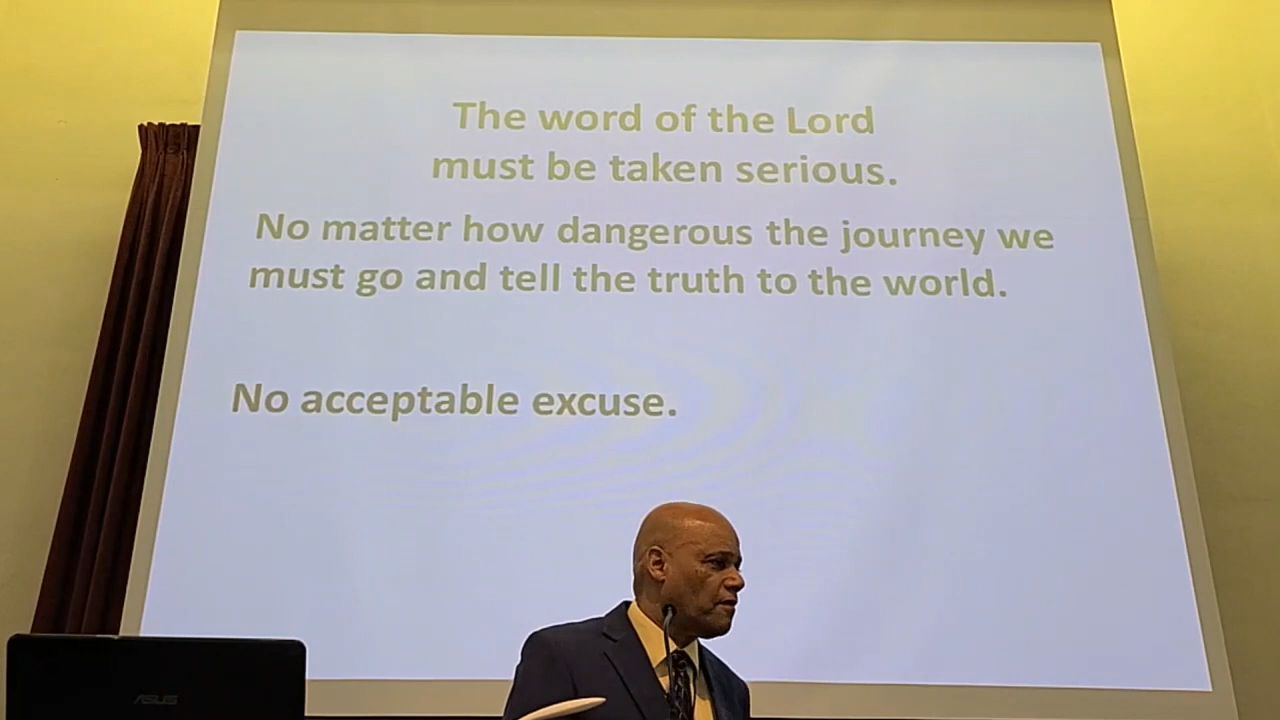 The word of the Lord
must be taken serious.
No matter how dangerous the journey we
must go and tell the truth to the world.
No acceptable excuse.
ASUS